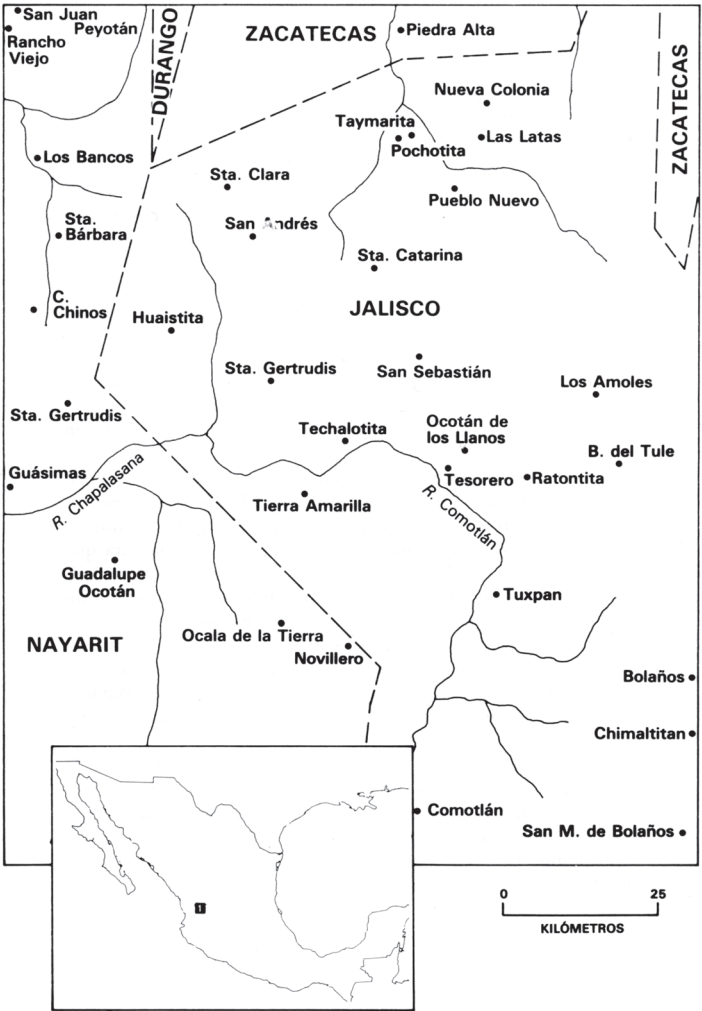 San Juan
Peyotán
Rancho
Viejo
DURANGO
ZACATECAS
Piedra Alta
ZACATECAS
Nueva Colonia
Taymarita
Pochotita
Las Latas
Los Bancos
Sta. Clara
Pueblo Nuevo
Sta.
Bárbara
San Andrés
Sta. Catarina
C.
Chinos
Huaistita
JALISCO
Sta. Gertrudis
San Sebastián
Los Amoles
Sta. Gertrudis
Techalotita
Ocotán de
los Llanos
B. del Tule
Guásimas
R. Chapalasana
Tierra Amarilla
Tesorero
Ratontita
R. Comotlán
Guadalupe
Ocotán
Tuxpan
NAYARIT
Ocala de la Tierra
Novillero
Bolaños
Chimaltitan
Comotlán
San M. de Bolaños
1
0 25
KILÓMETROS